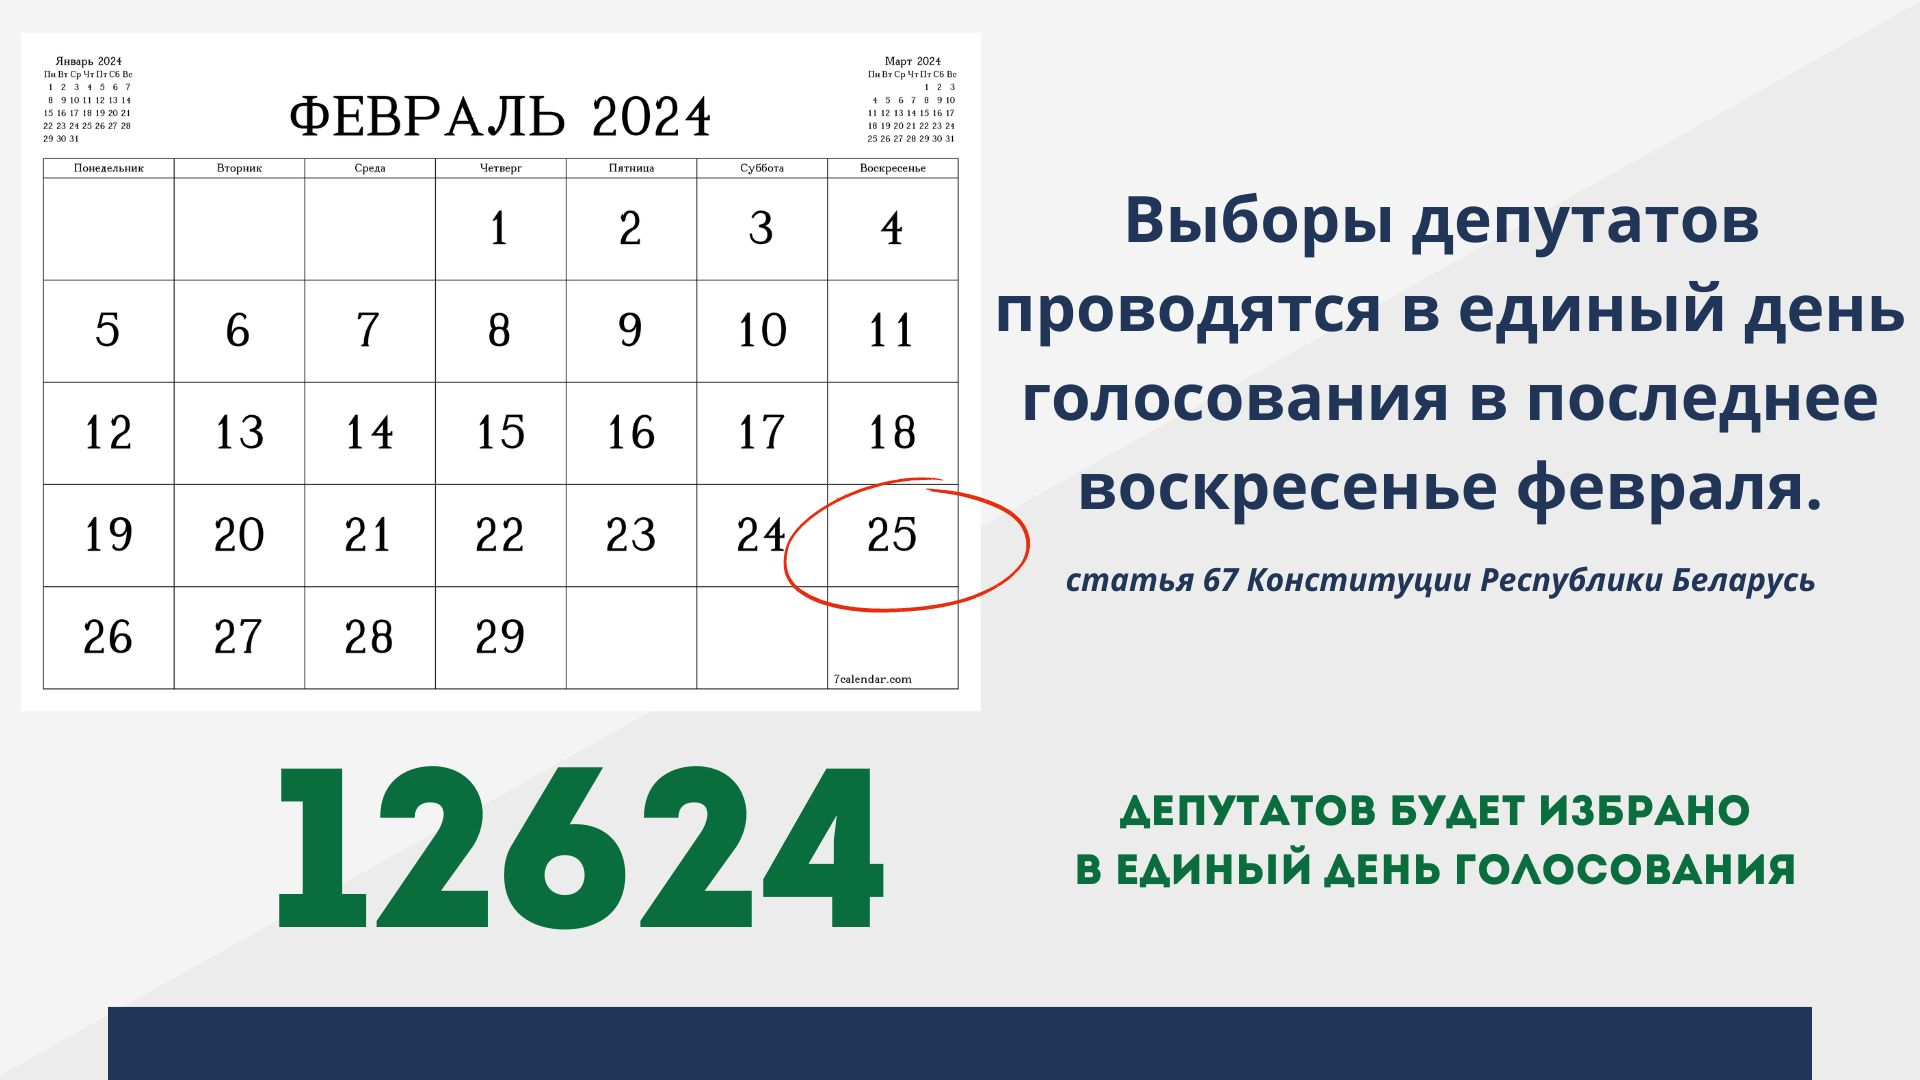 Январь 2024
Пн Вт Ср Чт Пт Сб Вс
1 2 3 4 5 6 7
8 9 10 11 12 13 14
15 16 17 18 19 20 21
22 23 24 25 26 27 28
29 30 31
ФЕВРАЛЬ 2024
Март 2024
Пн Вт Ср Чт Пт Сб Вс
1 2 3
4 5 6 7 8 9 10
11 12 13 14 15 16 17
18 19 20 21 22 23 24
25 26 27 28 29 30 31
Понедельник Вторник Среда Четверг Пятница Суббота Воскресенье
1 2 3 4
5 6 7 8 9 10 11
12 13 14 15 16 17 18
19 20 21 22 23 24 25
26 27 28 29
7calendar.com
Выборы депутатов
проводятся в единый день
голосования в последнее
воскресенье февраля.
статья 67 Конституции Республики Беларусь
12624
ДЕПУТАТОВ БУДЕТ ИЗБРАНО
В ЕДИНЫЙ ДЕНЬ ГОЛОСОВАНИЯ